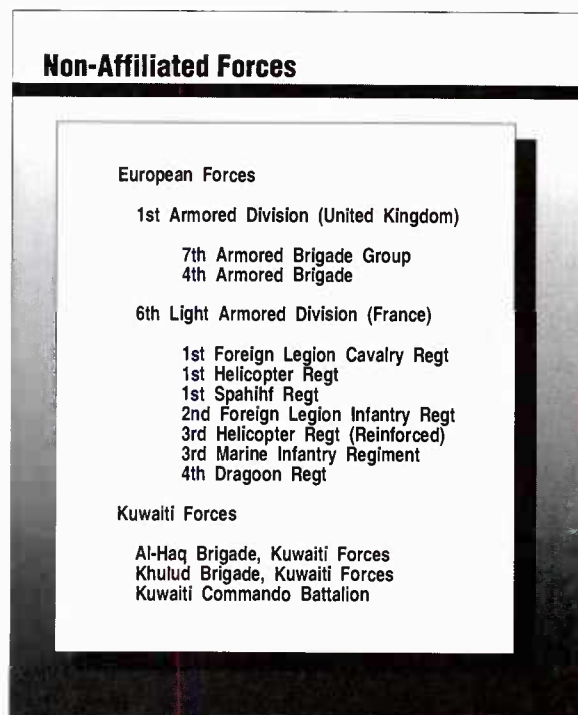 Non-Affiliated Forces
European Forces
1st Armored Division (United Kingdom)
7th Armored Brigade Group
4th Armored Brigade
6th Light Armored Division (France)
1st Foreign Legion Cavalry Regt
1st Helicopter Regt
1st Spahihf Regt
2nd Foreign Legion Infantry Regt
3rd Helicopter Regt (Reinforced)
3rd Marine Infantry Regiment
4th Dragoon Regt
Kuwaiti Forces
Al-Haq Brigade, Kuwaiti Forces
Khulud Brigade, Kuwaiti Forces
Kuwaiti Commando Battalion